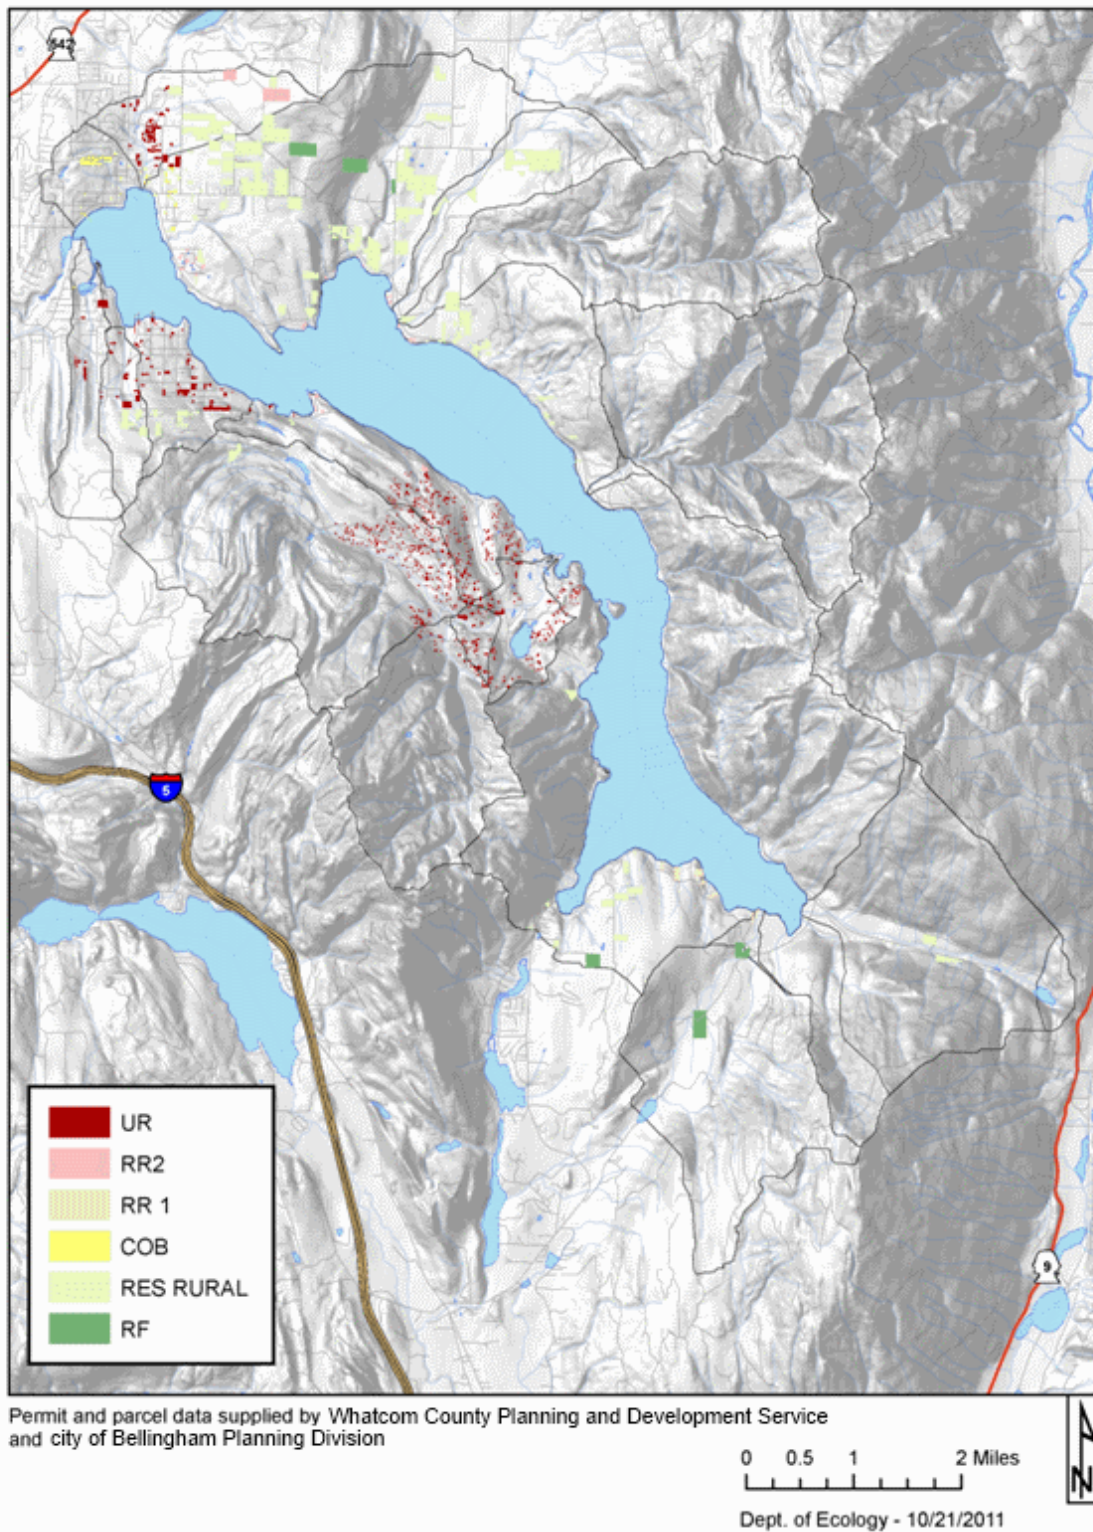 542
5
9
UR
RR2
RR 1
COB
RES RURAL
RF
Permit and parcel data supplied by Whatcom County Planning and Development Service
and city of Bellingham Planning Division
0 0.5 1 2 Miles
N
Dept. of Ecology - 10/21/2011